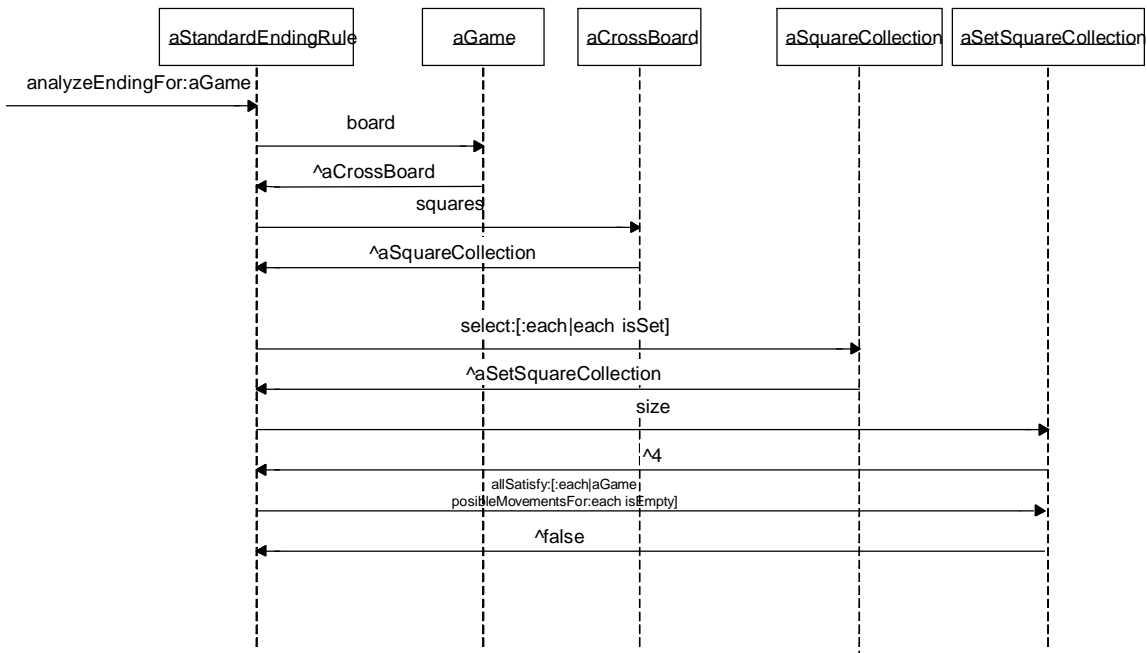 aStandardEndingRule
aGame
aCrossBoard
aSquareCollection
aSetSquareCollection
analyzeEndingFor:aGame
board
^aCrossBoard
squares
^aSquareCollection
select:[:each|each isSet]
^aSetSquareCollection
size
^4
allSatisfy:[:each|aGame
posibleMovementsFor:each isEmpty]
^false